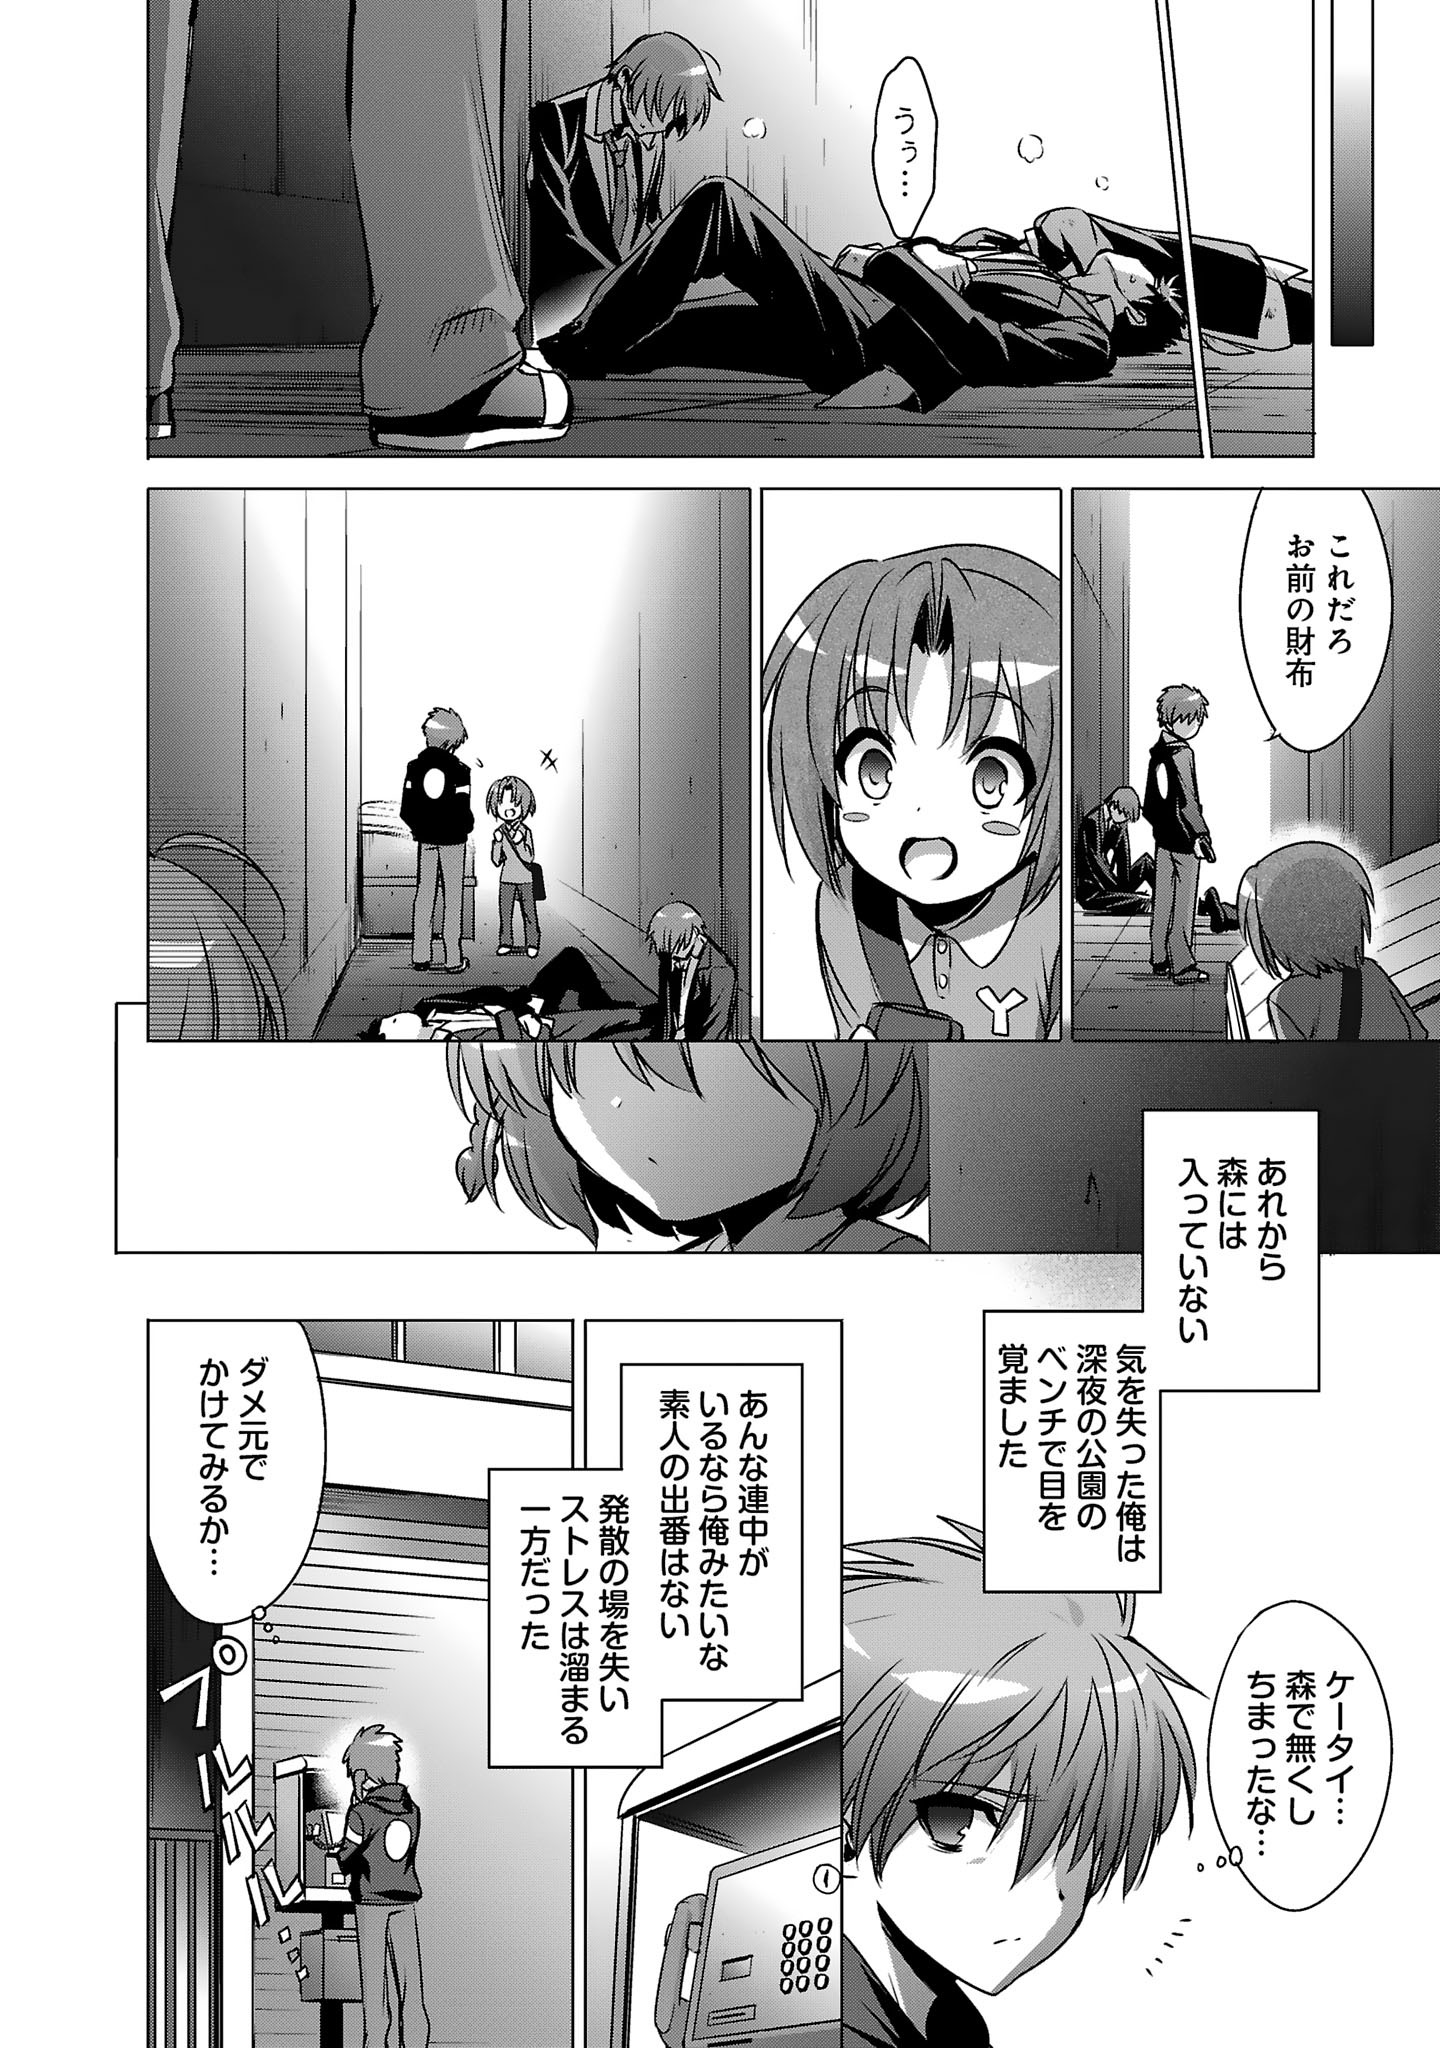 うぅ…
これだろ
お前の財布
Y
あれから
森には
入っていない
気を失った俺は
深夜の公園の
ベンチで目を
覚ました
ケータイ…
森で無くし
ちまったな…
あんな連中が
いるなら俺みたいな
素人の出番はない
発散の場を失い
ストレスは溜まる
一方だった
ダメ元で
かけてみるか…
プルルルル…